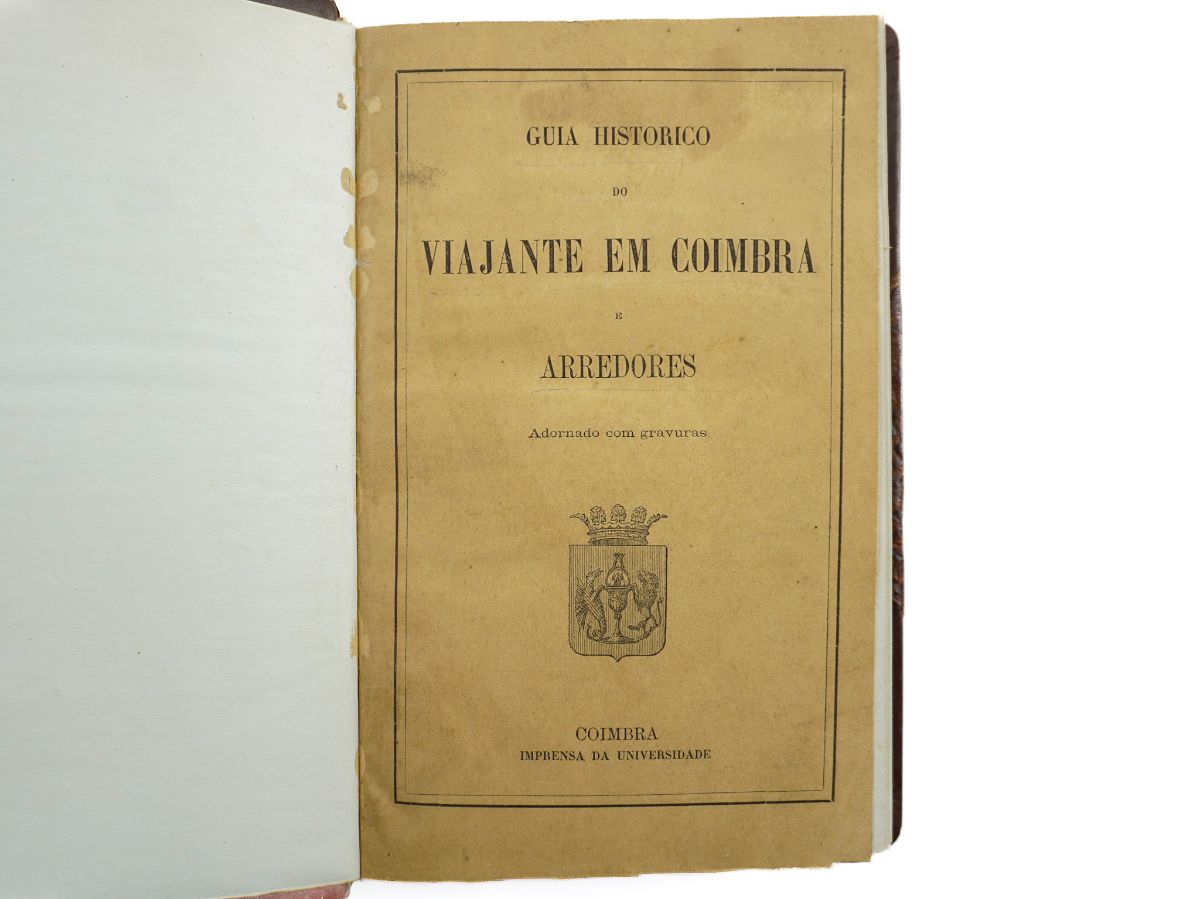 GUIA HISTORICO
DO
VIAJANTE EM COIMBRA
E
ARREDORES
Adornado com gravuras
COIMBRA
IMPRENSA DA UNIVERSIDADE